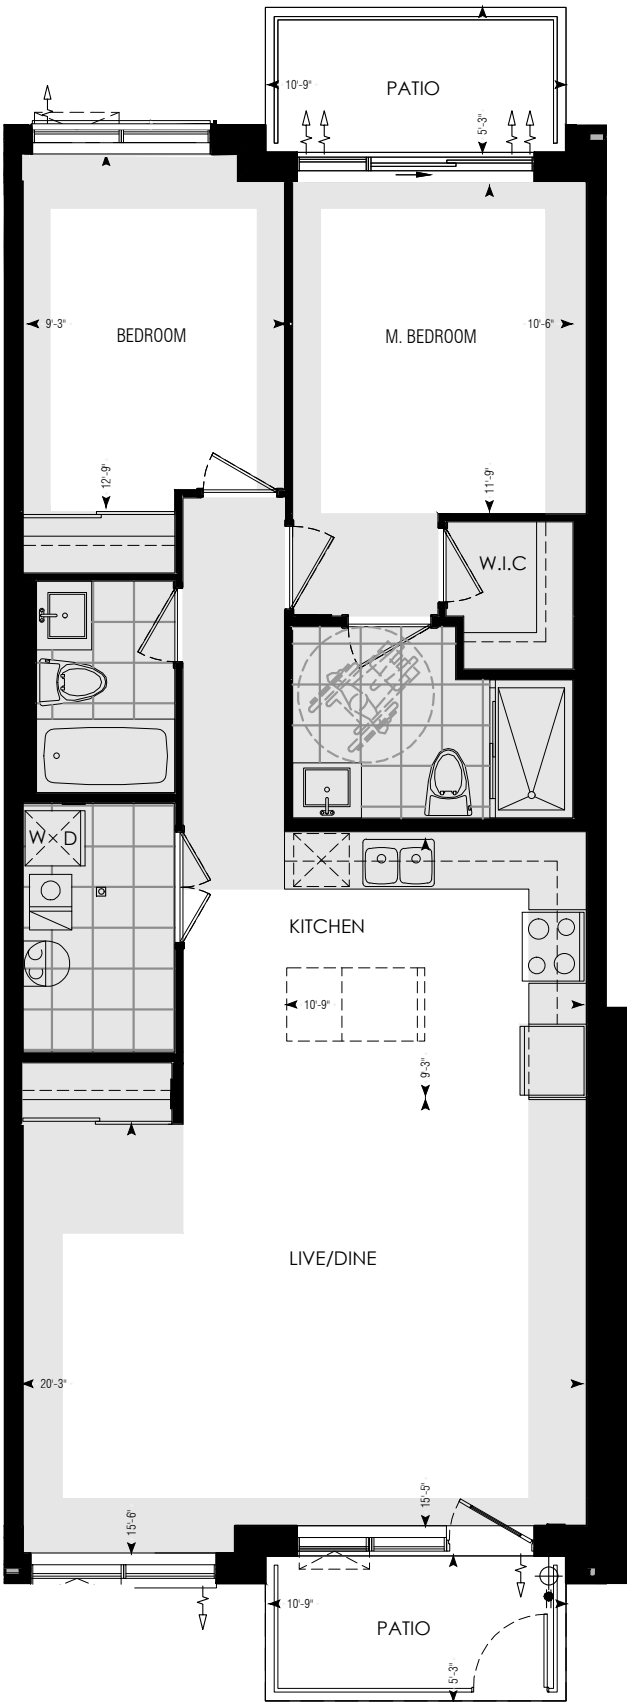 10'-9"
PATIO
5'-3"
9'-3"
BEDROOM
M. BEDROOM
10'-6"
12'-9"
11'-9"
W.I.C
W
D
KITCHEN
10'-9"
9'-3"
LIVE/DINE
20'-3"
15'-6"
15'-5"
10'-9"
PATIO
5'-3"